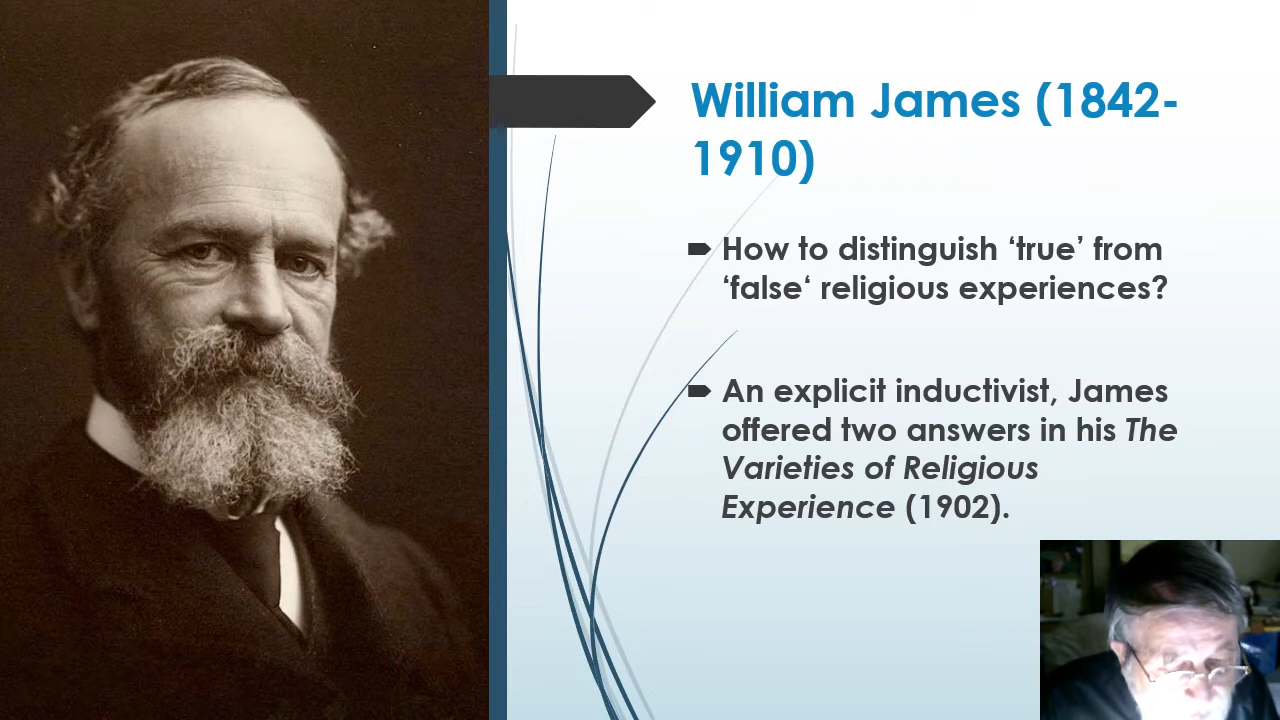 William James (1842-
1910)
How to distinguish ‘true’ from
‘false‘ religious experiences?
An explicit inductivist, James
offered two answers in his The
Varieties of Religious
Experience (1902).